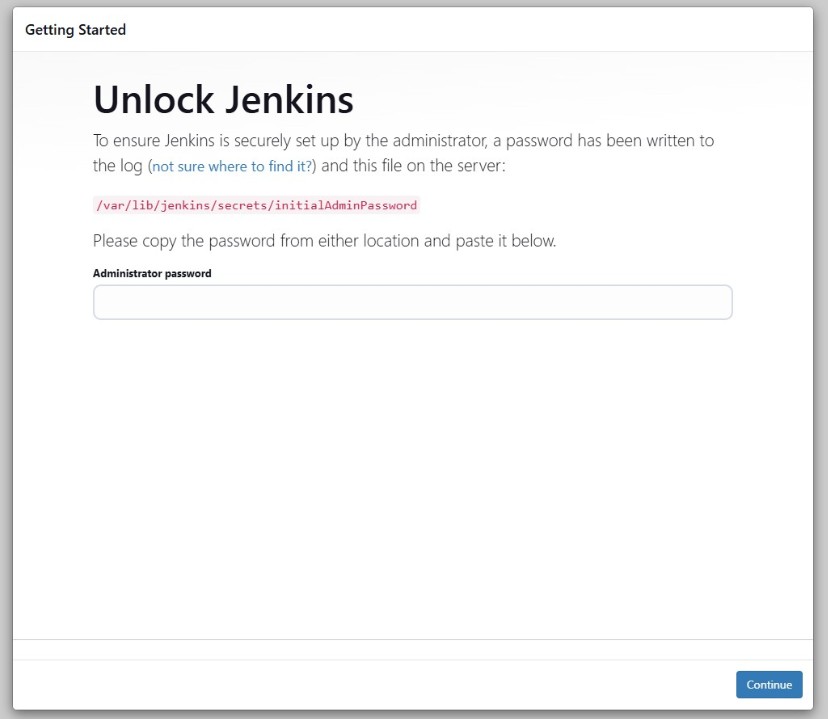 Getting Started
Unlock Jenkins
To ensure Jenkins is securely set up by the administrator, a password has been written to
the log (not sure where to find it?) and this file on the server:
/var/lib/jenkins/secrets/initialAdminPassword
Please copy the password from either location and paste it below.
Administrator password
Continue